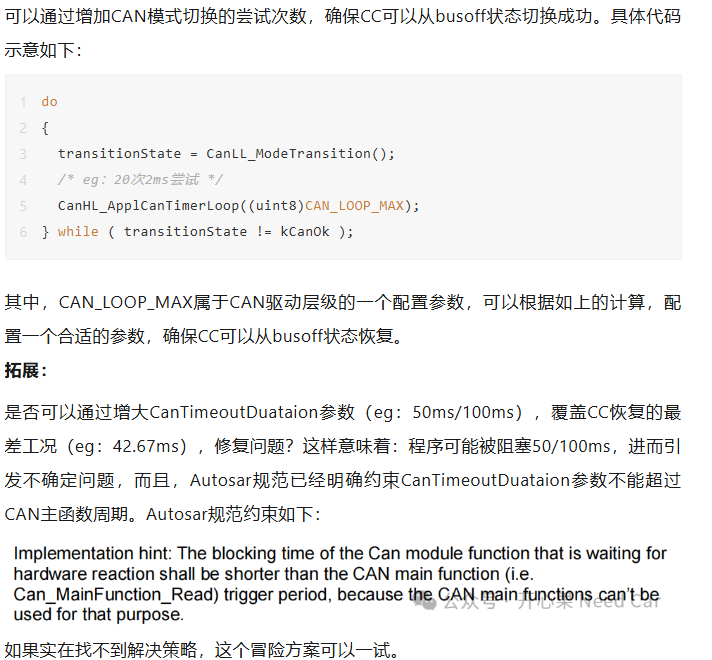 可以通过增加CAN模式切换的尝试次数，确保CC可以从busoff状态切换成功。具体代码
示意如下：
1 do
2 {
3 transitionState = CanLL_ModeTransition();
4 /* eg：20次2ms尝试 */
5 CanHL_ApplCanTimerLoop((uint8)CAN_LOOP_MAX);
6 } while ( transitionState != kCanOk );
其中，CAN_LOOP_MAX属于CAN驱动层级的一个配置参数，可以根据如上的计算，配
置一个合适的参数，确保CC可以从busoff状态恢复。
拓展：
是否可以通过增大CanTimeoutDuataion参数（eg：50ms/100ms），覆盖CC恢复的最
差工况（eg：42.67ms），修复问题？这样意味着：程序可能被阻塞50/100ms，进而引
发不确定问题，而且，Autosar规范已经明确约束CanTimeoutDuataion参数不能超过
CAN主函数周期。Autosar规范约束如下：
Implementation hint: The blocking time of the Can module function that is waiting for
hardware reaction shall be shorter than the CAN main function (i.e.
Can_MainFunction_Read) trigger period, because the CAN main functions can't be
used for that purpose.
公众号 · 开心果 Need Car
如果实在找不到解决策略，这个冒险方案可以一试。